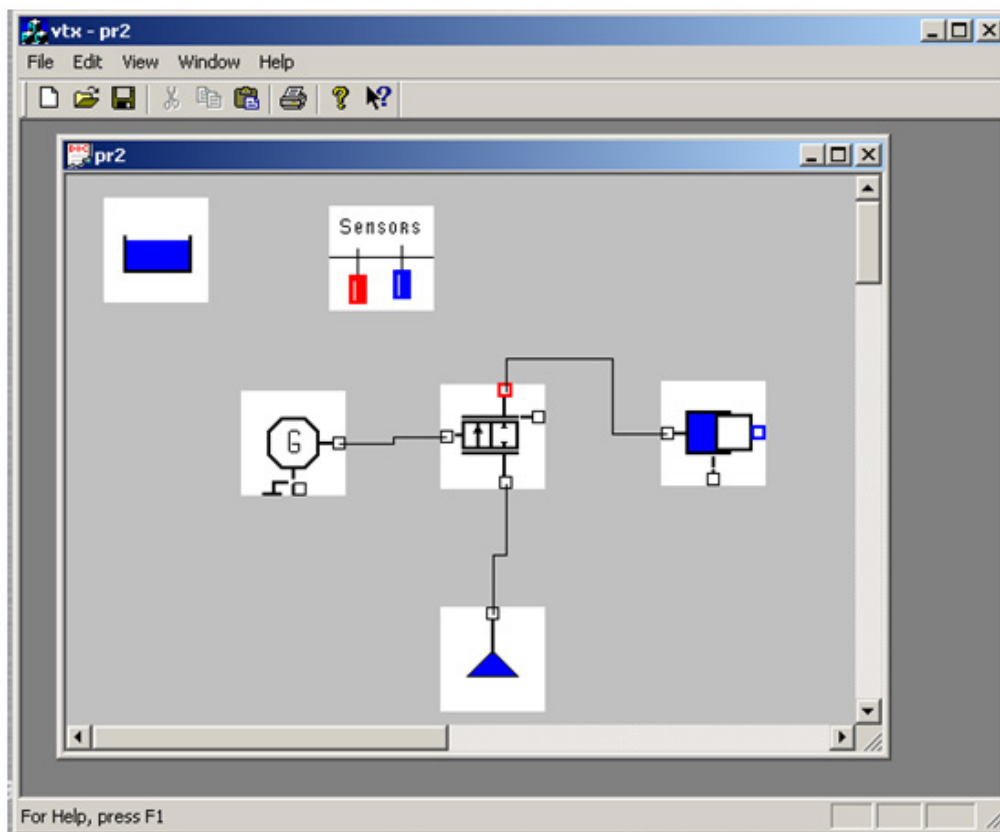 vtx - pr2
File Edit View Window Help
pr2
Sensors
G
For Help, press F1